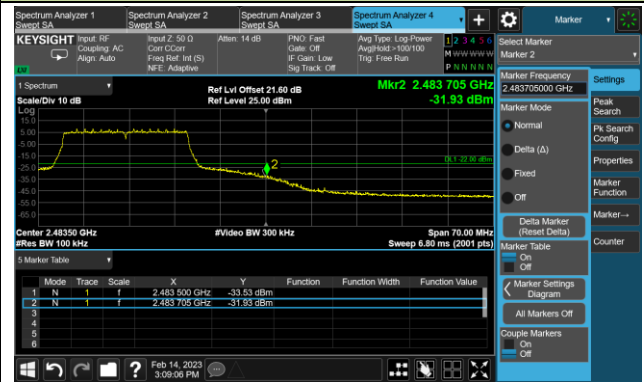 Spectrum Analyzer 1
Swept SA
Spectrum Analyzer 2
Swept SA
Spectrum Analyzer 3
Swept SA
Spectrum Analyzer 4
Swept SA
+
Marker
KEYSIGHT
Input: RF
Coupling: AC
Align: Auto
Input Z: 50 Ω
Corr CCorr
Freq Ref: Int (S)
NFE: Adaptive
Atten: 14 dB
PNO: Fast
Gate: Off
IF Gain: Low
Sig Track: Off
Avg Type: Log-Power
Avg|Hold >100/100
Trig: Free Run
1 2 3 4 5 6
M W W W W W
P N N N N N
Select Marker
Marker 2
1 Spectrum
Scale/Div 10 dB
Log
Ref Lvl Offset 21.60 dB
Ref Level 25.00 dBm
Mkr2 2.483 705 GHz
-31.93 dBm
15.0
5.00
-5.00
-15.0
-25.0
-35.0
-45.0
-55.0
-65.0
2
DL1 -22.00 dBm
Center 2.48350 GHz
#Res BW 100 kHz
#Video BW 300 kHz
Span 70.00 MHz
Sweep 6.80 ms (2001 pts)
5 Marker Table
Mode Trace Scale X Y Function Function Width Function Value
1 N 1 f 2.483 500 GHz -33.53 dBm
2 N 1 f 2.483 705 GHz -31.93 dBm
3
4
5
6
Marker Frequency
2.483705000 GHz
Marker Mode
Normal
Delta (Δ)
Fixed
Off
Delta Marker
(Reset Delta)
Marker Table
On
Off
Marker Settings
Diagram
All Markers Off
Couple Markers
On
Off
Settings
Peak
Search
Pk Search
Config
Properties
Marker
Function
Marker→
Counter
?
Feb 14, 2023
3:09:06 PM